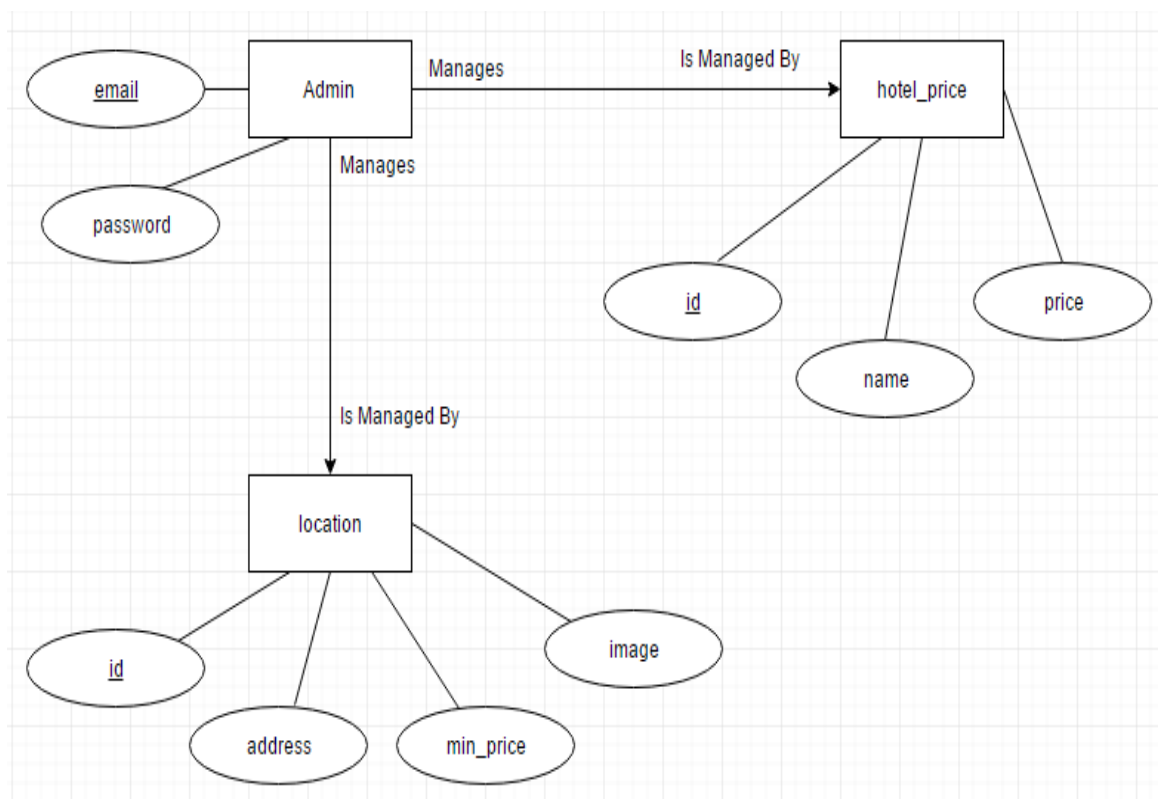 email
Admin
Manages
Is Managed By
hotel_price
Manages
password
id
price
name
Is Managed By
location
id
address
min_price
image